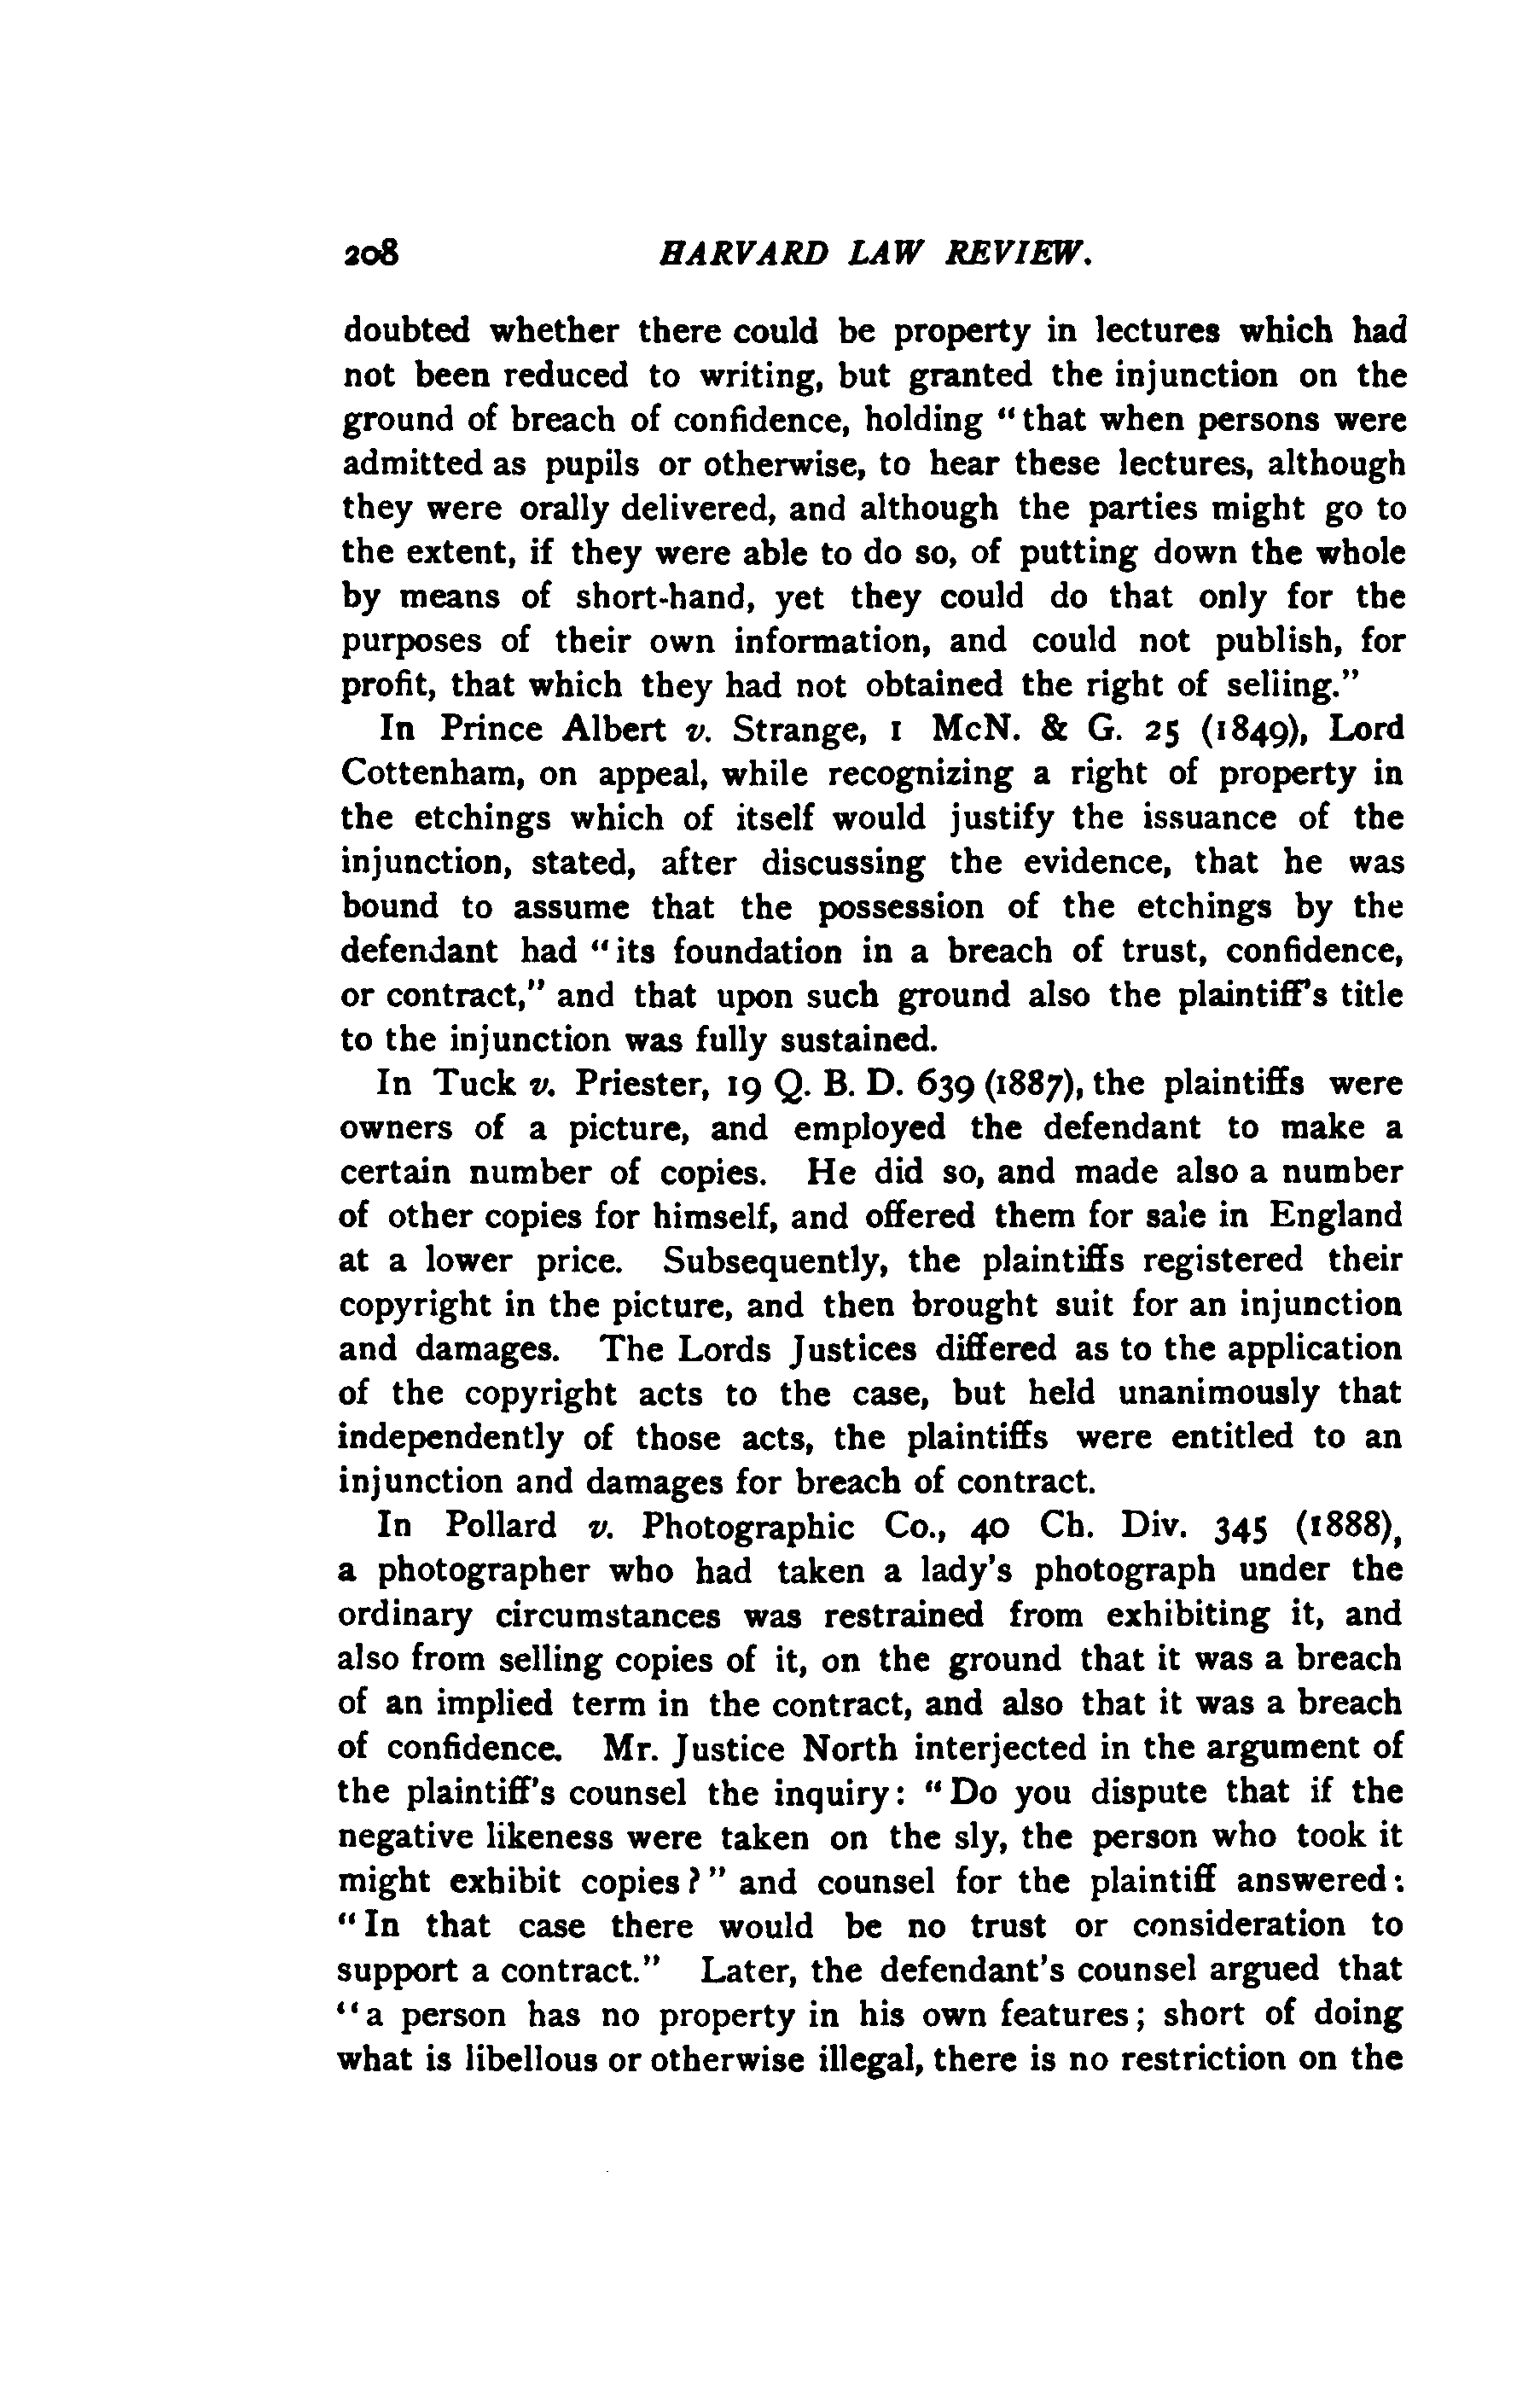 208 HARVARD LAW REVIEW.
doubted whether there could be property in lectures which had
not been reduced to writing, but granted the injunction on the
ground of breach of confidence, holding "that when persons were
admitted as pupils or otherwise, to hear these lectures, although
they were orally delivered, and although the parties might go to
the extent, if they were able to do so, of putting down the whole
by means of short-hand, yet they could do that only for the
purposes of their own information, and could not publish, for
profit, that which they had not obtained the right of selling."
In Prince Albert v. Strange, 1 McN. & G. 25 (1849), Lord
Cottenham, on appeal, while recognizing a right of property in
the etchings which of itself would justify the issuance of the
injunction, stated, after discussing the evidence, that he was
bound to assume that the possession of the etchings by the
defendant had "its foundation in a breach of trust, confidence,
or contract," and that upon such ground also the plaintiff's title
to the injunction was fully sustained.
In Tuck v. Priester, 19 Q. B. D. 639 (1887), the plaintiffs were
owners of a picture, and employed the defendant to make a
certain number of copies. He did so, and made also a number
of other copies for himself, and offered them for sale in England
at a lower price. Subsequently, the plaintiffs registered their
copyright in the picture, and then brought suit for an injunction
and damages. The Lords Justices differed as to the application
of the copyright acts to the case, but held unanimously that
independently of those acts, the plaintiffs were entitled to an
injunction and damages for breach of contract.
In Pollard v. Photographic Co., 40 Ch. Div. 345 (1888),
a photographer who had taken a lady's photograph under the
ordinary circumstances was restrained from exhibiting it, and
also from selling copies of it, on the ground that it was a breach
of an implied term in the contract, and also that it was a breach
of confidence. Mr. Justice North interjected in the argument of
the plaintiff's counsel the inquiry: "Do you dispute that if the
negative likeness were taken on the sly, the person who took it
might exhibit copies?" and counsel for the plaintiff answered:
"In that case there would be no trust or consideration to
support a contract." Later, the defendant's counsel argued that
"a person has no property in his own features; short of doing
what is libellous or otherwise illegal, there is no restriction on the